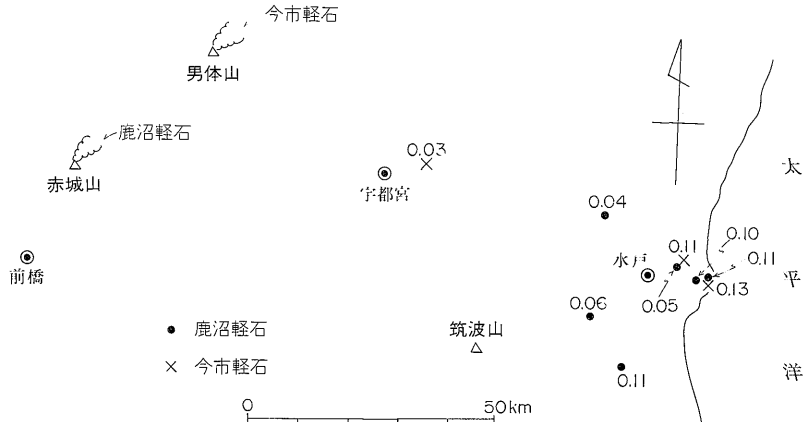 今市軽石
男体山
鹿沼軽石
赤城山
0.03
宇都宮
太
0.04
0.10
0.11
水戸
0.11
平
前橋
0.05
0.13
0.06
鹿沼軽石
筑波山
今市軽石
0.11
洋
0
50km